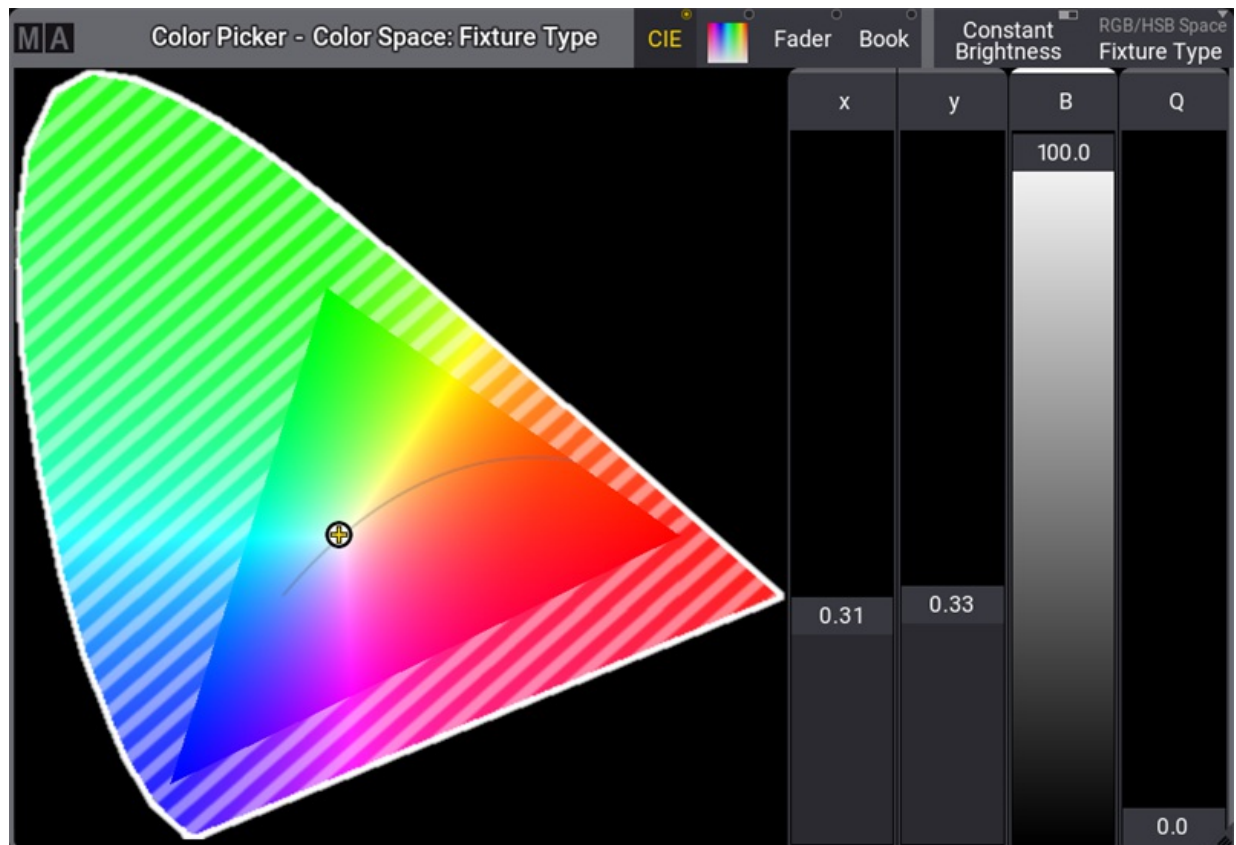 MA
Color Picker - Color Space: Fixture Type
CIE
Fader
Book
Constant
Brightness
RGB/HSB Space
Fixture Type
x
y
B
Q
100.0
0.31
0.33
0.0